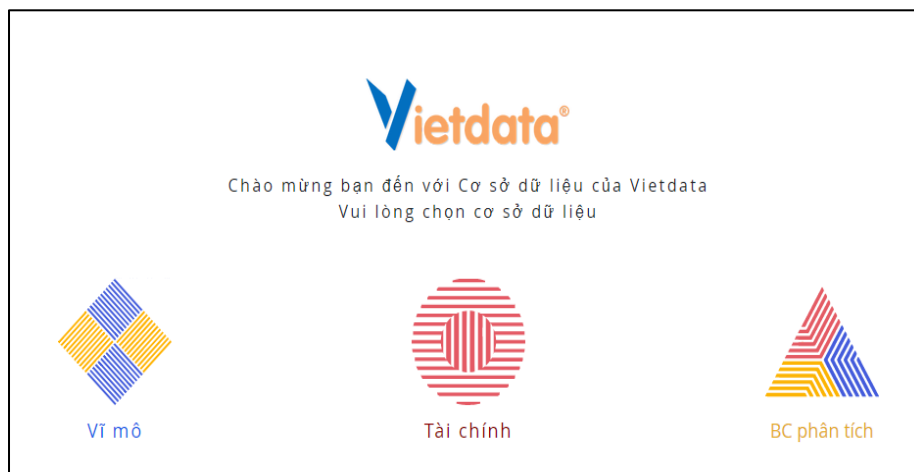 Vietdata®
Chào mừng bạn đến với Cơ sở dữ liệu của Vietdata
Vui lòng chọn cơ sở dữ liệu
Vĩ mô
Tài chính
BC phân tích